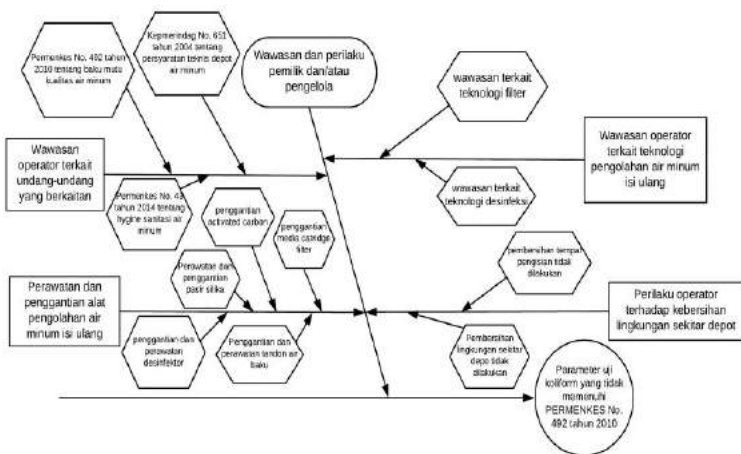 Permenkes No. 492
tahun
2010 tentang baku mutu
kualitas air minum
Kepmerindag No. 651
tahun 2004 tentang
persyaratan teknis depot
air minum
Wawasan dan perilaku
pemilik dan/atau
pengelola
wawasan terkait
teknologi filter
Wawasan
operator terkait
undang-undang
yang berkaitan
Wawasan operator
terkait teknologi
pengolahan air minum
isi ulang
Permenkes No. 43
tahun 2014 tentang
hygine sanitasi air
minum
penggantian
activated carbon
penggantian
media catridge
filter
wawasan terkait
teknologi desinfeksi
Perawatan dan
penggantian alat
pengolahan air
minum isi ulang
Perawatan dan
penggantian
pasir silika
pembersihan tempat
pengisian tidak
dilakukan
Perilaku operator
terhadap kebersihan
lingkungan sekitar depot
penggantian dan
perawatan
desinfektor
Penggantian dan
perawatan tandon air
baku
Pembersihan
lingkungan sekitar
depo tidak
dilakukan
Parameter uji
koliform yang tidak
memenuhi
PERMENKES No.
492 tahun 2010